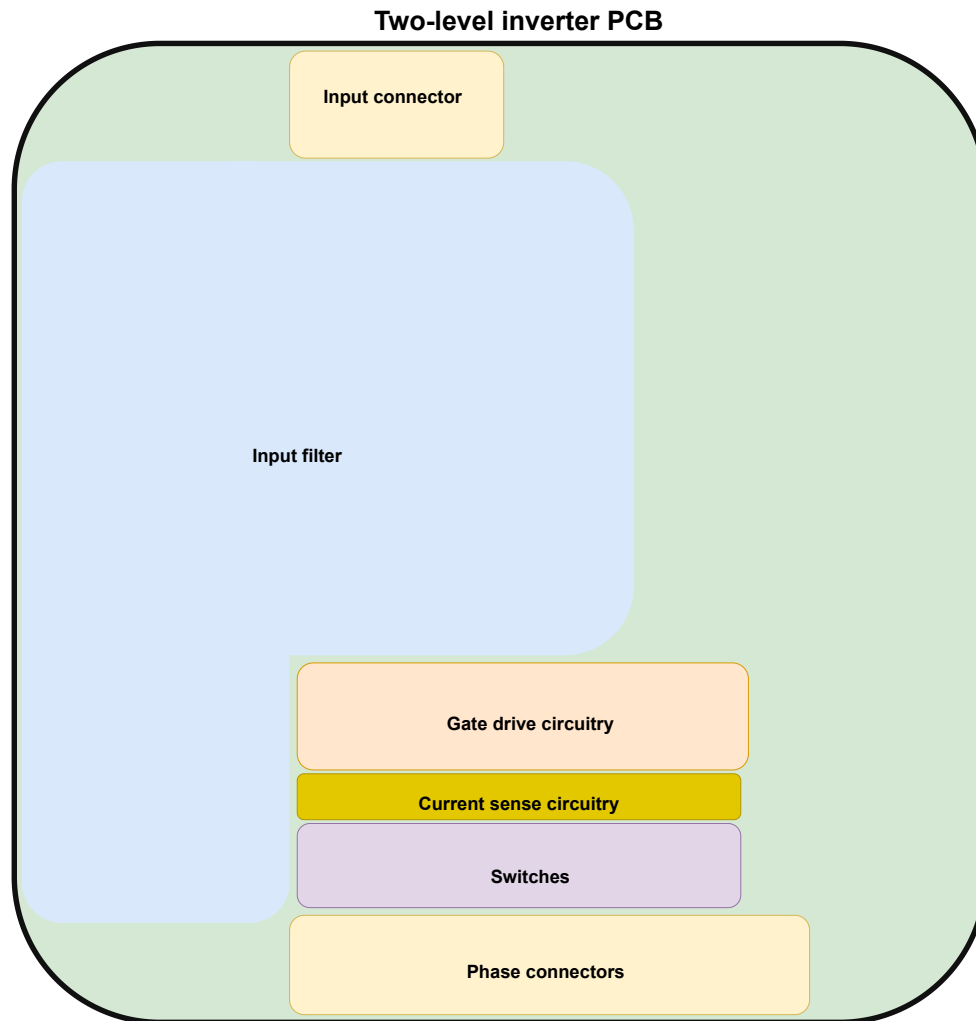 Two-level inverter PCB
Input connector
Input filter
Gate drive circuitry
Current sense circuitry
Switches
Phase connectors